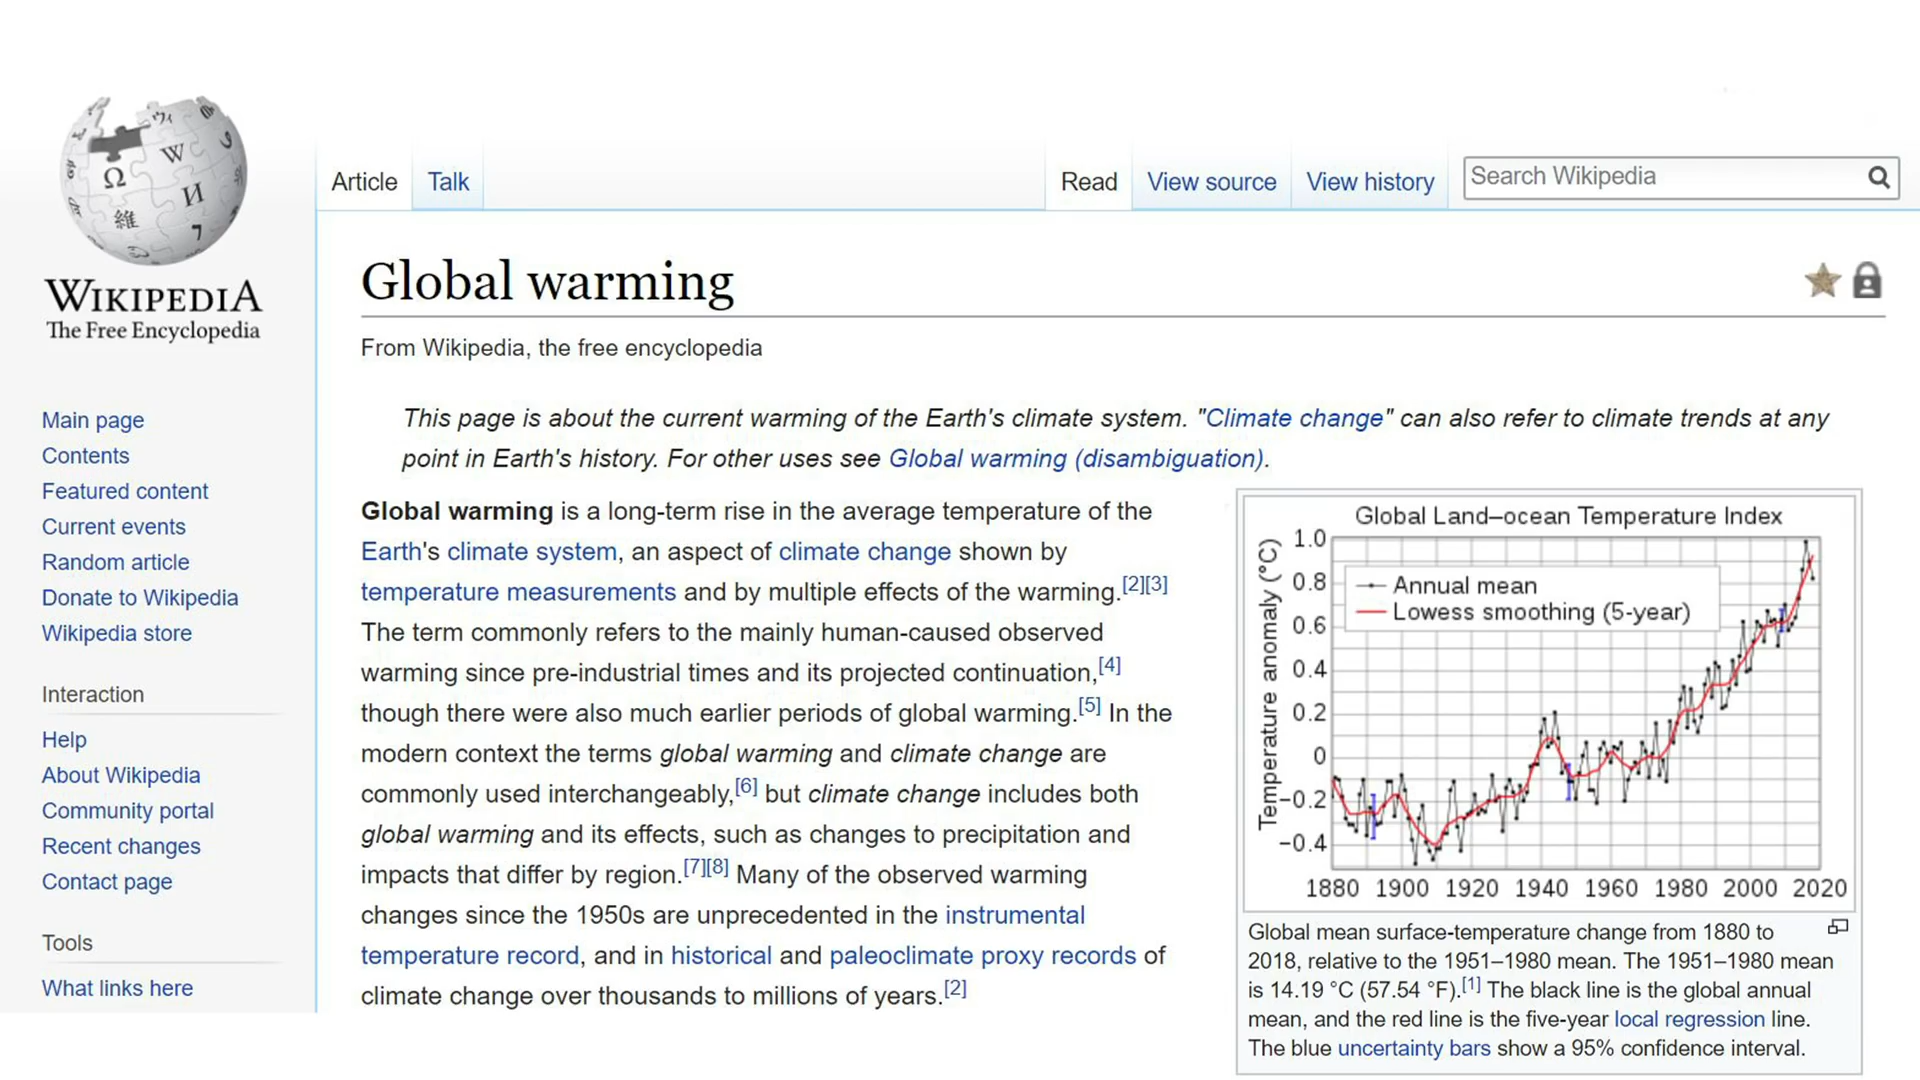 WIKIPEDIA
The Free Encyclopedia
Main page
Contents
Featured content
Current events
Random article
Donate to Wikipedia
Wikipedia store
Interaction
Help
About Wikipedia
Community portal
Recent changes
Contact page
Tools
What links here
Article Talk
Read View source View history
Search Wikipedia
Global warming
From Wikipedia, the free encyclopedia
This page is about the current warming of the Earth's climate system. "Climate change" can also refer to climate trends at any
point in Earth's history. For other uses see Global warming (disambiguation).
Global warming is a long-term rise in the average temperature of the
Earth's climate system, an aspect of climate change shown by
temperature measurements and by multiple effects of the warming.[2][3]
The term commonly refers to the mainly human-caused observed
warming since pre-industrial times and its projected continuation,[4]
though there were also much earlier periods of global warming.[5] In the
modern context the terms global warming and climate change are
commonly used interchangeably,[6] but climate change includes both
global warming and its effects, such as changes to precipitation and
impacts that differ by region.[7][8] Many of the observed warming
changes since the 1950s are unprecedented in the instrumental
temperature record, and in historical and paleoclimate proxy records of
climate change over thousands to millions of years.[2]
Global Land–ocean Temperature Index
Temperature anomaly (°C)
1.0
0.8
0.6
0.4
0.2
0
−0.2
−0.4
Annual mean
Lowess smoothing (5-year)
1880 1900 1920 1940 1960 1980 2000 2020
Global mean surface-temperature change from 1880 to
2018, relative to the 1951–1980 mean. The 1951–1980 mean
is 14.19 °C (57.54 °F).[1] The black line is the global annual
mean, and the red line is the five-year local regression line.
The blue uncertainty bars show a 95% confidence interval.